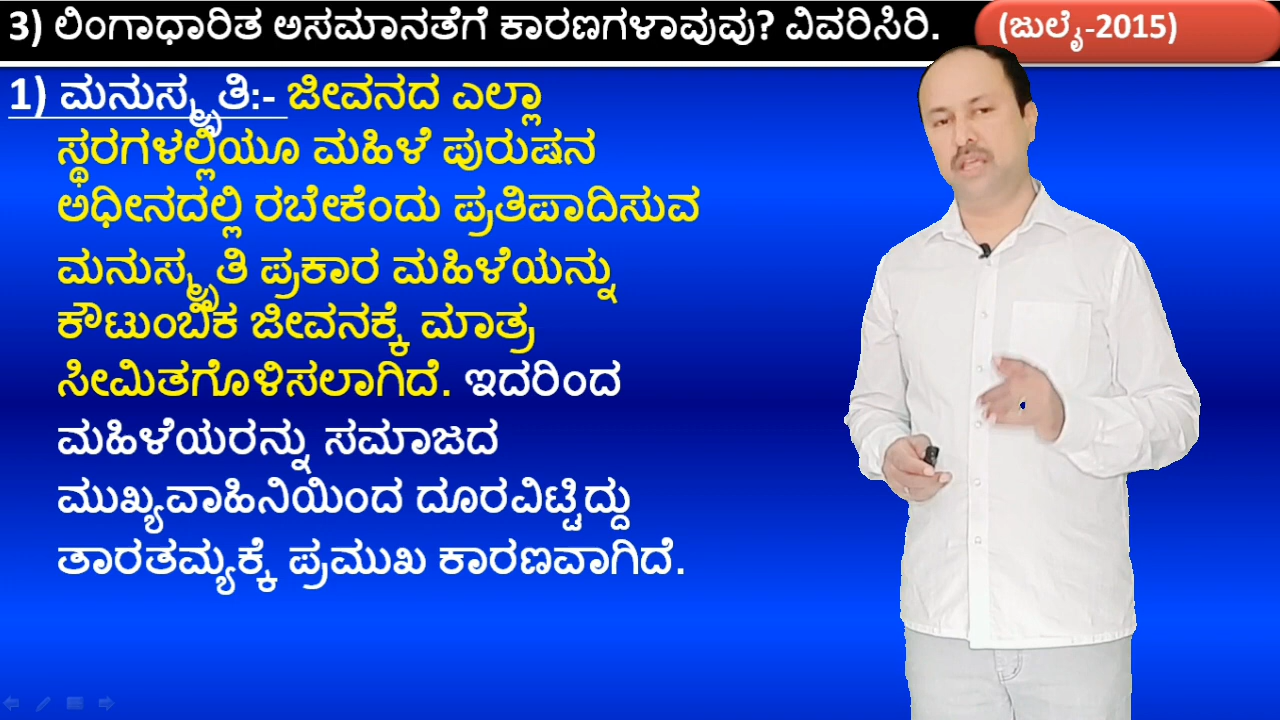 3) ಲಿಂಗಾಧಾರಿತ ಅಸಮಾನತೆಗೆ ಕಾರಣಗಳಾವುವು? ವಿವರಿಸಿರಿ. (ಜುಲೈ-2015)
1) ಮನುಸ್ಮೃತಿ:- ಜೀವನದ ಎಲ್ಲಾ
ಸ್ಥರಗಳಲ್ಲಿಯೂ ಮಹಿಳೆ ಪುರುಷನ
ಅಧೀನದಲ್ಲಿ ರಬೇಕೆಂದು ಪ್ರತಿಪಾದಿಸುವ
ಮನುಸ್ಮೃತಿ ಪ್ರಕಾರ ಮಹಿಳೆಯನ್ನು
ಕೌಟುಂಬಿಕ ಜೀವನಕ್ಕೆ ಮಾತ್ರ
ಸೀಮಿತಗೊಳಿಸಲಾಗಿದೆ. ಇದರಿಂದ
ಮಹಿಳೆಯರನ್ನು ಸಮಾಜದ
ಮುಖ್ಯವಾಹಿನಿಯಿಂದ ದೂರವಿಟ್ಟಿದ್ದು
ತಾರತಮ್ಯಕ್ಕೆ ಪ್ರಮುಖ ಕಾರಣವಾಗಿದೆ.